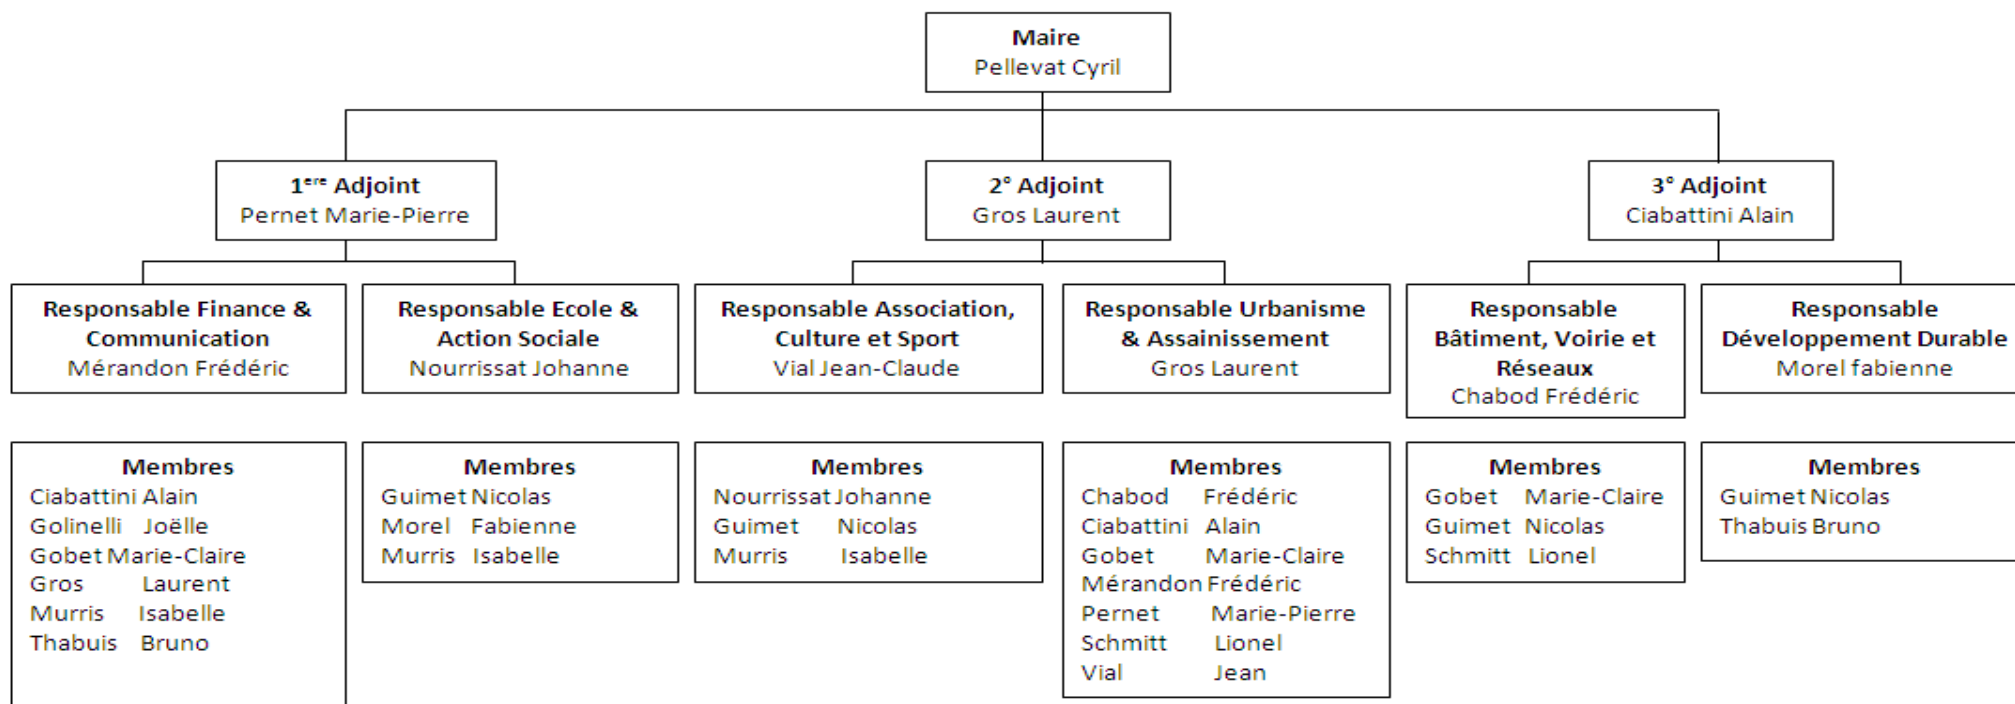 Maire
Pellevat Cyril
1ere Adjoint
Pernet Marie-Pierre
2° Adjoint
Gros Laurent
3° Adjoint
Ciabattini Alain
Responsable Finance &
Communication
Mérandon Frédéric
Responsable Ecole &
Action Sociale
Nourrissat Johanne
Responsable Association,
Culture et Sport
Vial Jean-Claude
Responsable Urbanisme
& Assainissement
Gros Laurent
Responsable
Bâtiment, Voirie et
Réseaux
Chabod Frédéric
Responsable
Développement Durable
Morel fabienne
Membres
Ciabattini Alain
Golinelli Joëlle
Gobet Marie-Claire
Gros Laurent
Murris Isabelle
Thabuis Bruno
Membres
Guimet Nicolas
Morel Fabienne
Murris Isabelle
Membres
Nourrissat Johanne
Guimet Nicolas
Murris Isabelle
Membres
Chabod Frédéric
Ciabattini Alain
Gobet Marie-Claire
Mérandon Frédéric
Pernet Marie-Pierre
Schmitt Lionel
Vial Jean
Membres
Gobet Marie-Claire
Guimet Nicolas
Schmitt Lionel
Membres
Guimet Nicolas
Thabuis Bruno